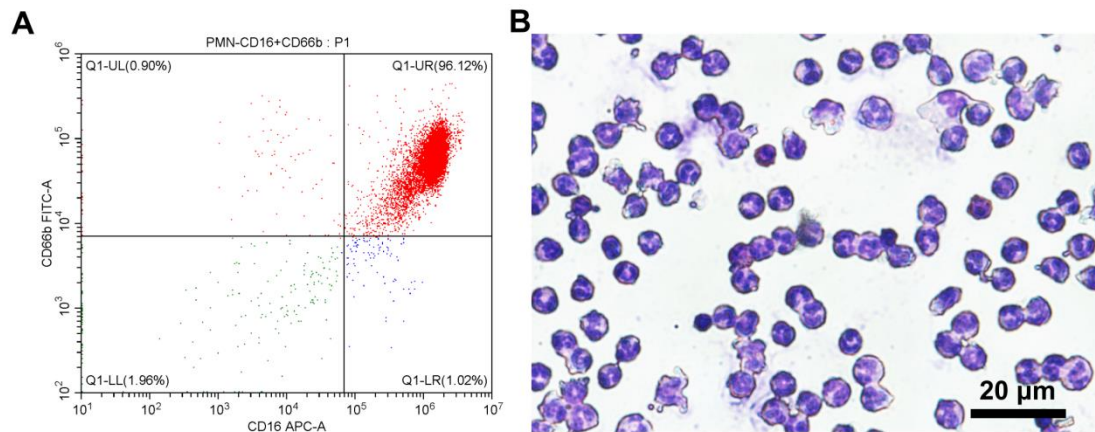 A
PMN-CD16+CD66b : P1
Q1-UL(0.90%)
Q1-UR(96.12%)
Q1-LL(1.96%)
Q1-LR(1.02%)
CD66b FITC-A
10^6
10^5
10^4
10^3
10^2
10^1
10^2
10^3
10^4
10^5
10^6
10^7
CD16 APC-A
B
20 μm